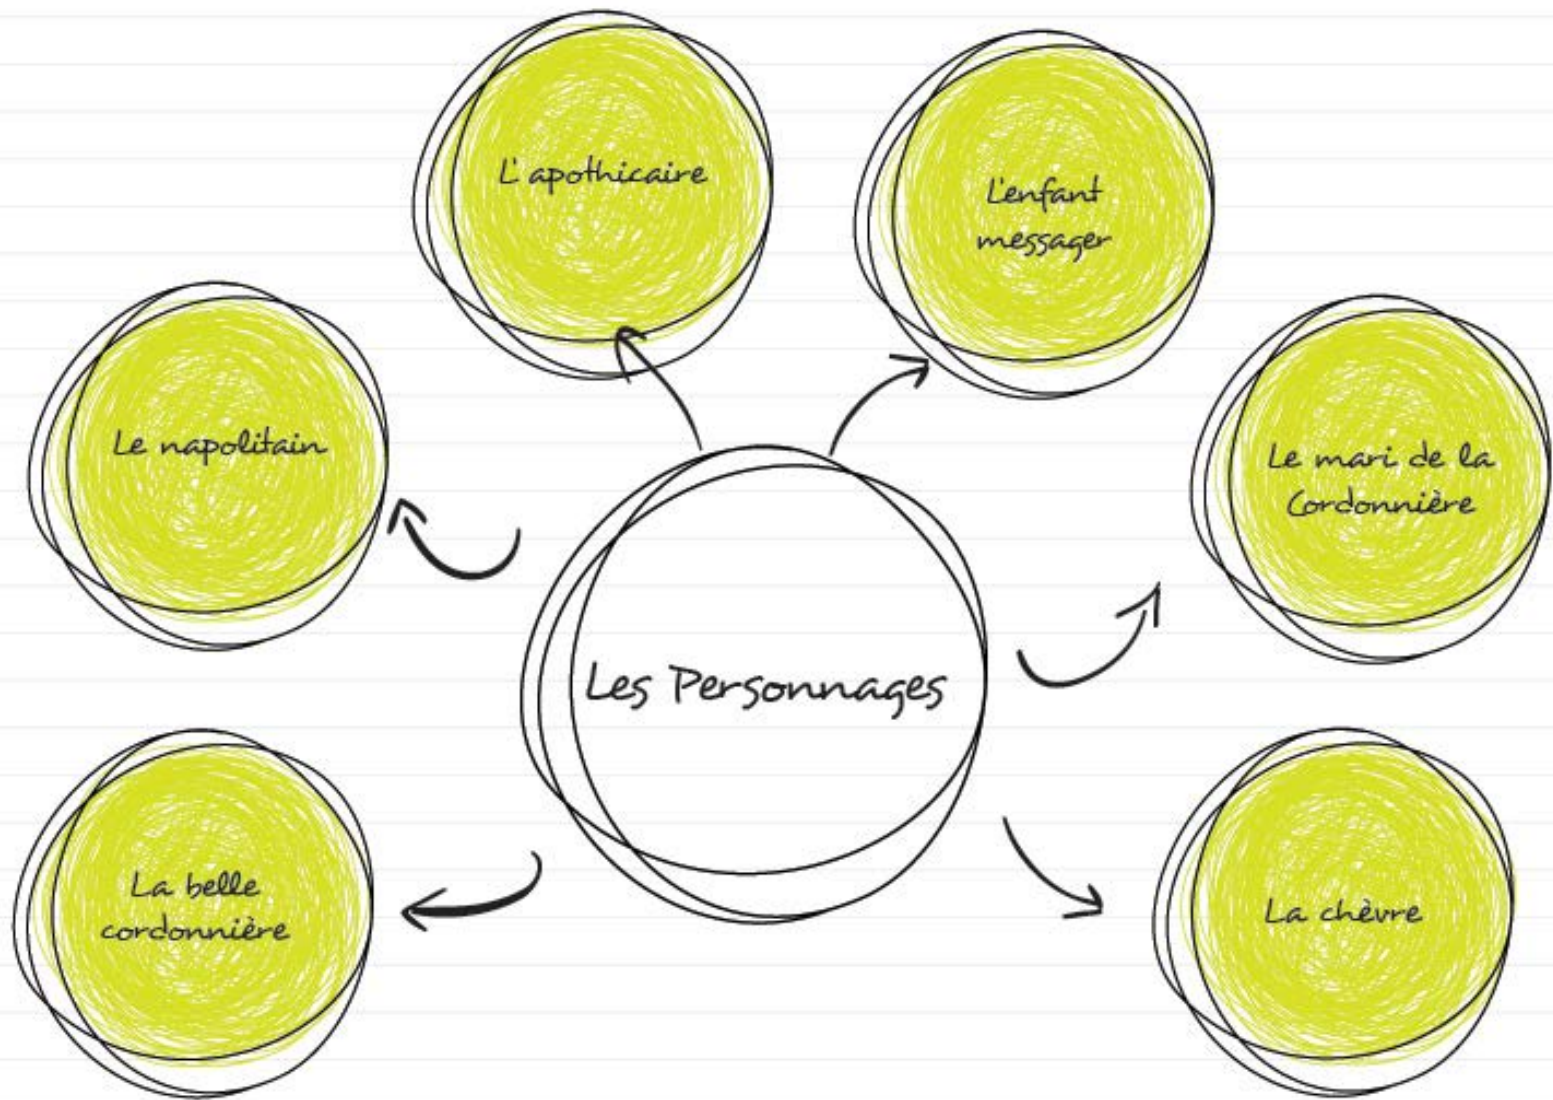 L'apothicaire
L'enfant
messager
Le napolitain
Le mari de la
Cordonnière
Les Personnages
La belle
cordonnière
La chèvre